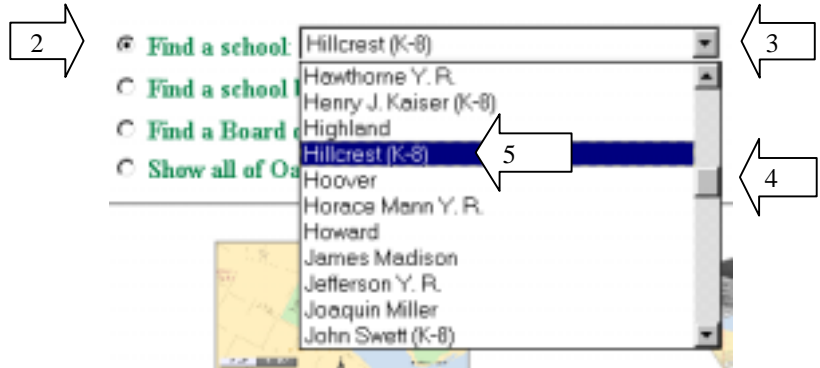 2
Find a school: Hillcrest (K-8)
3
Find a school
Find a Board
Show all of Oa
Hawthorne Y. R.
Henry J. Kaiser (K-8)
Highland
Hillcrest (K-8)
5
Hoover
4
Horace Mann Y. R.
Howard
James Madison
Jefferson Y. R.
Joaquin Miller
John Swett (K-8)